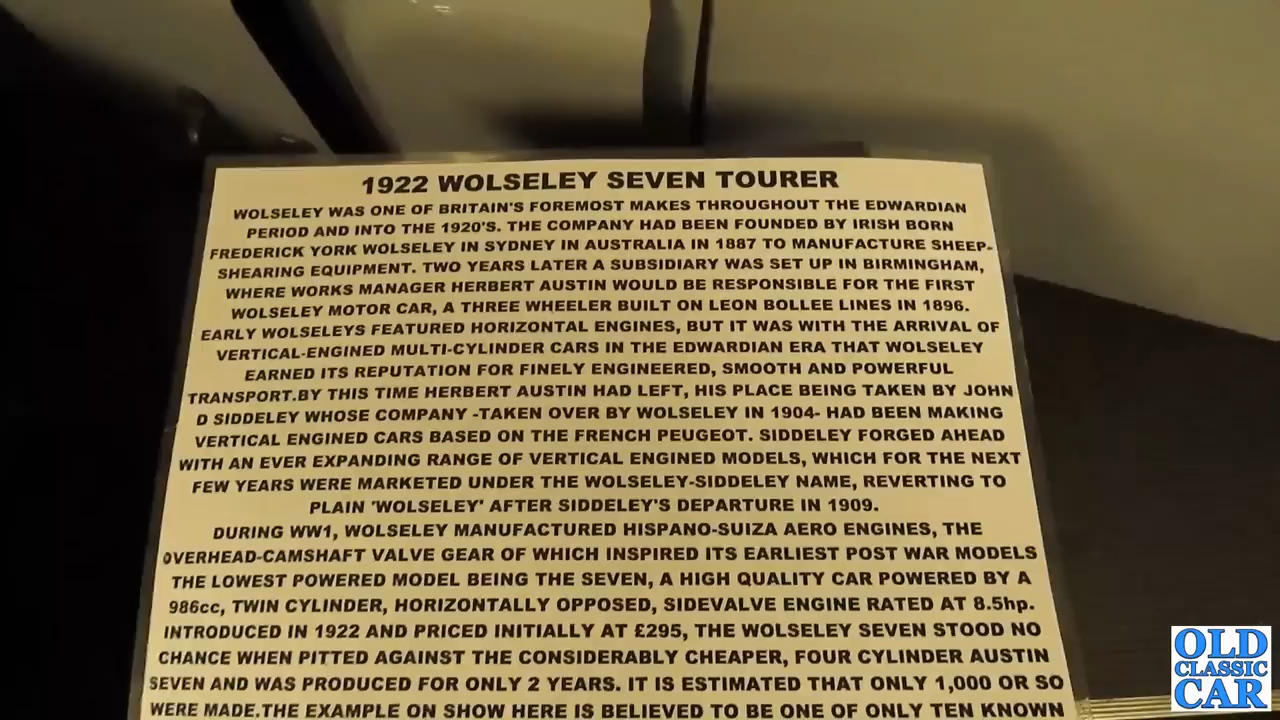 1922 WOLSELEY SEVEN TOURER
WOLSELEY WAS ONE OF BRITAIN'S FOREMOST MAKES THROUGHOUT THE EDWARDIAN
PERIOD AND INTO THE 1920'S. THE COMPANY HAD BEEN FOUNDED BY IRISH BORN
FREDERICK YORK WOLSELEY IN SYDNEY IN AUSTRALIA IN 1887 TO MANUFACTURE SHEEP-
SHEARING EQUIPMENT. TWO YEARS LATER A SUBSIDIARY WAS SET UP IN BIRMINGHAM,
WHERE WORKS MANAGER HERBERT AUSTIN WOULD BE RESPONSIBLE FOR THE FIRST
WOLSELEY MOTOR CAR, A THREE WHEELER BUILT ON LEON BOLLEE LINES IN 1896.
EARLY WOLSELEYS FEATURED HORIZONTAL ENGINES, BUT IT WAS WITH THE ARRIVAL OF
VERTICAL-ENGINED MULTI-CYLINDER CARS IN THE EDWARDIAN ERA THAT WOLSELEY
EARNED ITS REPUTATION FOR FINELY ENGINEERED, SMOOTH AND POWERFUL
TRANSPORT.BY THIS TIME HERBERT AUSTIN HAD LEFT, HIS PLACE BEING TAKEN BY JOHN
D SIDDELEY WHOSE COMPANY -TAKEN OVER BY WOLSELEY IN 1904- HAD BEEN MAKING
VERTICAL ENGINED CARS BASED ON THE FRENCH PEUGEOT. SIDDELEY FORGED AHEAD
WITH AN EVER EXPANDING RANGE OF VERTICAL ENGINED MODELS, WHICH FOR THE NEXT
FEW YEARS WERE MARKETED UNDER THE WOLSELEY-SIDDELEY NAME, REVERTING TO
PLAIN 'WOLSELEY' AFTER SIDDELEY'S DEPARTURE IN 1909.
DURING WW1, WOLSELEY MANUFACTURED HISPANO-SUIZA AERO ENGINES, THE
OVERHEAD-CAMSHAFT VALVE GEAR OF WHICH INSPIRED ITS EARLIEST POST WAR MODELS
THE LOWEST POWERED MODEL BEING THE SEVEN, A HIGH QUALITY CAR POWERED BY A
986cc, TWIN CYLINDER, HORIZONTALLY OPPOSED, SIDEVALVE ENGINE RATED AT 8.5hp.
INTRODUCED IN 1922 AND PRICED INITIALLY AT £295, THE WOLSELEY SEVEN STOOD NO
CHANCE WHEN PITTED AGAINST THE CONSIDERABLY CHEAPER, FOUR CYLINDER AUSTIN
SEVEN AND WAS PRODUCED FOR ONLY 2 YEARS. IT IS ESTIMATED THAT ONLY 1,000 OR SO
WERE MADE.THE EXAMPLE ON SHOW HERE IS BELIEVED TO BE ONE OF ONLY TEN KNOWN
OLD
CLASSIC
CAR